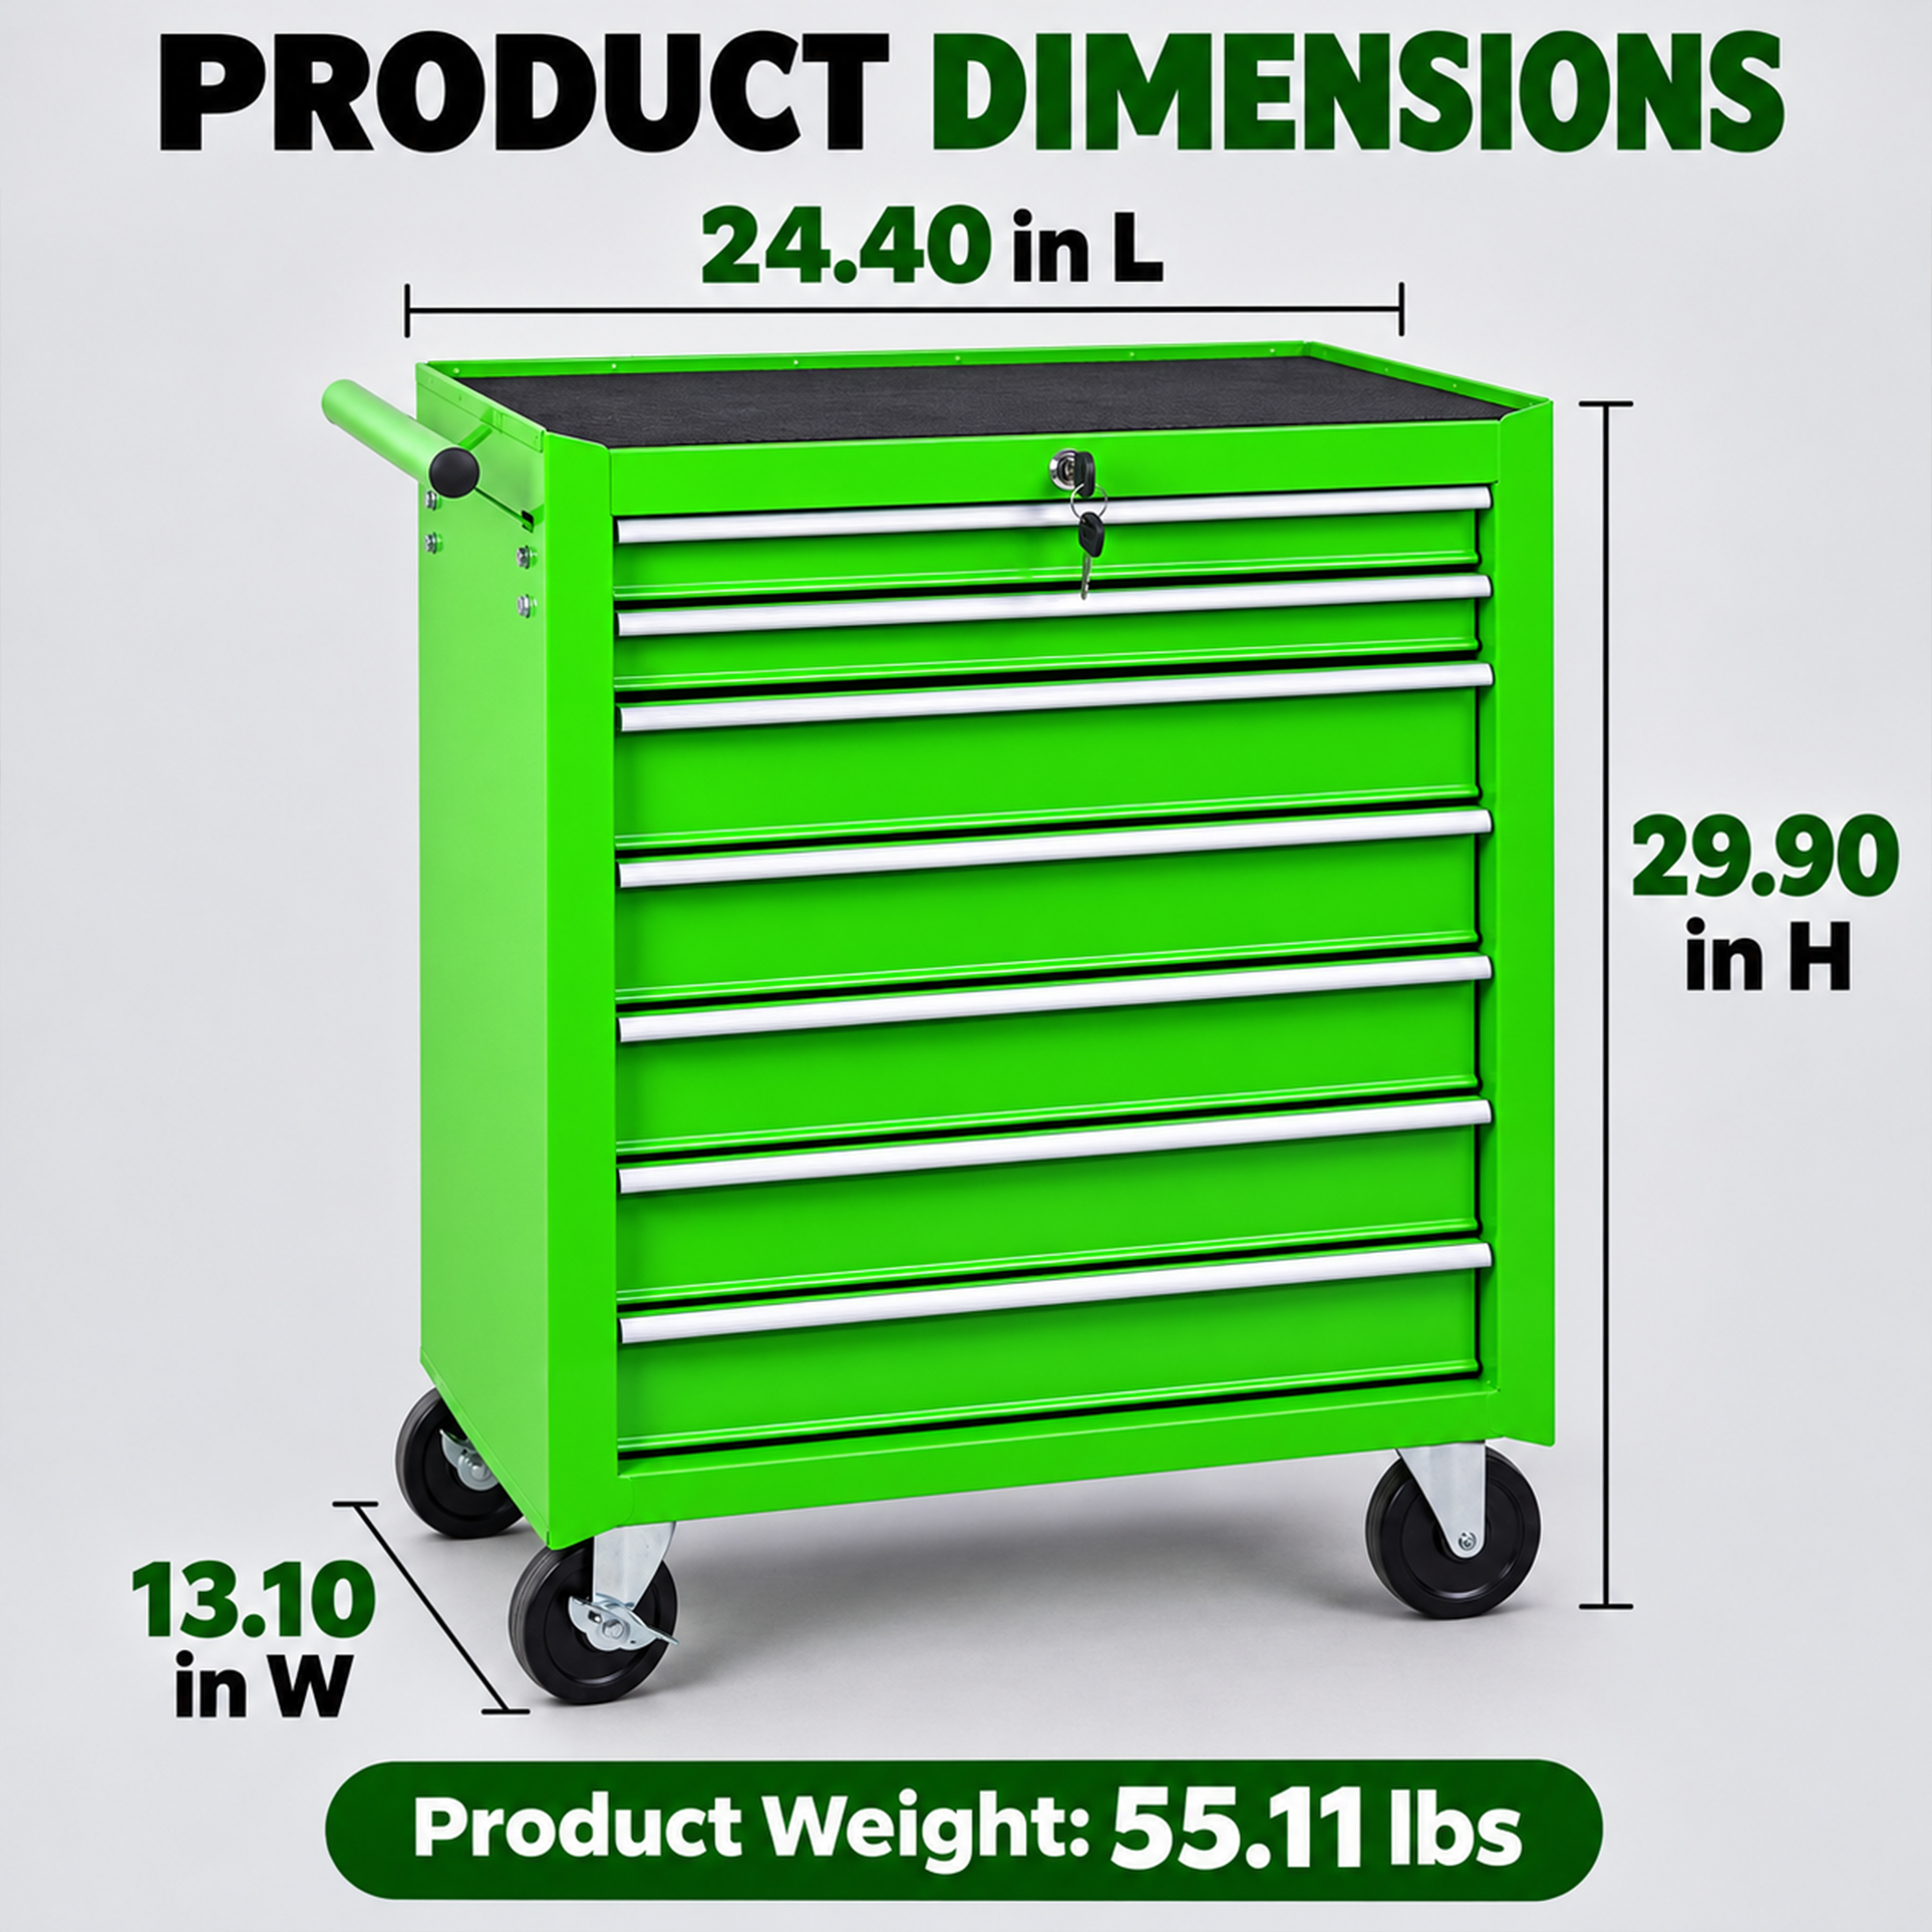 PRODUCT DIMENSIONS
24.40 in L
29.90
in H
13.10
in W
Product Weight: 55.11 lbs